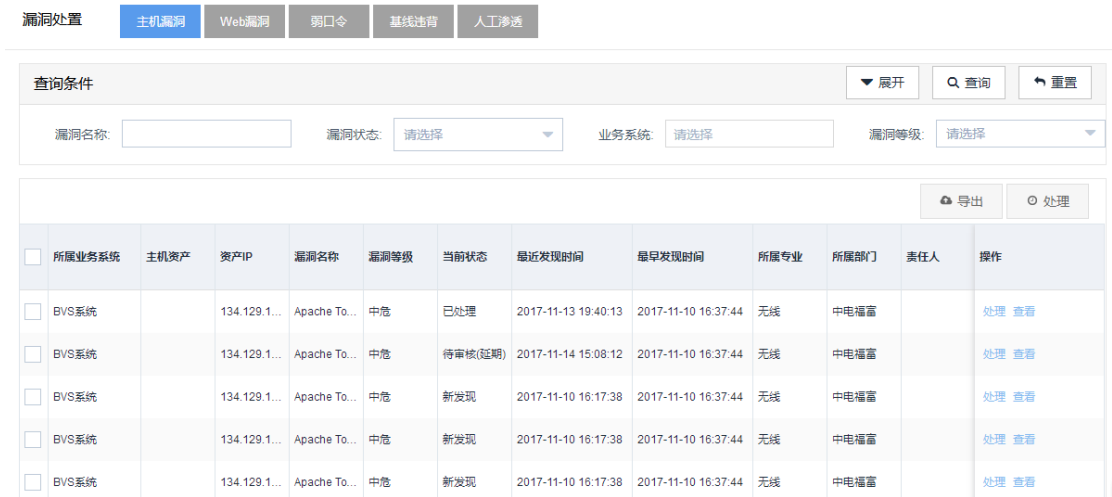 漏洞处置 主机漏洞 Web漏洞 弱口令 基线违背 人工渗透
查询条件 展开 查询 重置
漏洞名称: 漏洞状态: 请选择 业务系统: 请选择 漏洞等级: 请选择
导出 处理
所属业务系统 主机资产 资产IP 漏洞名称 漏洞等级 当前状态 最近发现时间 最早发现时间 所属专业 所属部门 责任人 操作
BVS系统 134.129.1... Apache To... 中危 已处理 2017-11-13 19:40:13 2017-11-10 16:37:44 无线 中电福富 处理 查看
BVS系统 134.129.1... Apache To... 中危 待审核(延期) 2017-11-14 15:08:12 2017-11-10 16:37:44 无线 中电福富 处理 查看
BVS系统 134.129.1... Apache To... 中危 新发现 2017-11-10 16:17:38 2017-11-10 16:37:44 无线 中电福富 处理 查看
BVS系统 134.129.1... Apache To... 中危 新发现 2017-11-10 16:17:38 2017-11-10 16:37:44 无线 中电福富 处理 查看
BVS系统 134.129.1... Apache To... 中危 新发现 2017-11-10 16:17:38 2017-11-10 16:37:44 无线 中电福富 处理 查看